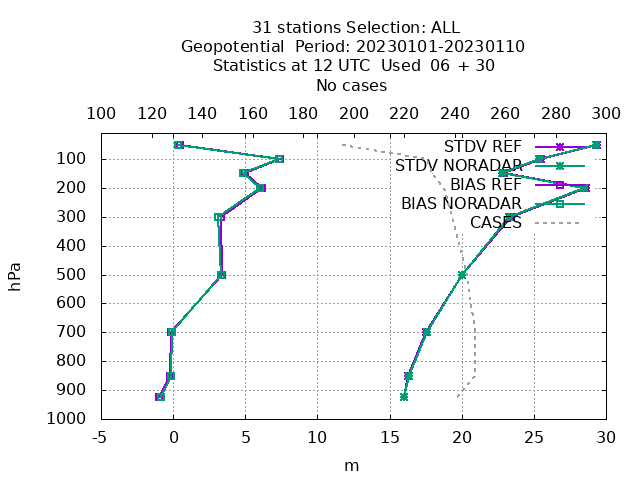 31 stations Selection: ALL
Geopotential  Period: 20230101-20230110
Statistics at 12 UTC  Used  06 + 30
No cases
100 120 140 160 180 200 220 240 260 280 300
STDV REF
STDV NORADAR
BIAS REF
BIAS NORADAR
CASES
100
200
300
400
500
600
700
800
900
1000
hPa
-5 0 5 10 15 20 25 30
m